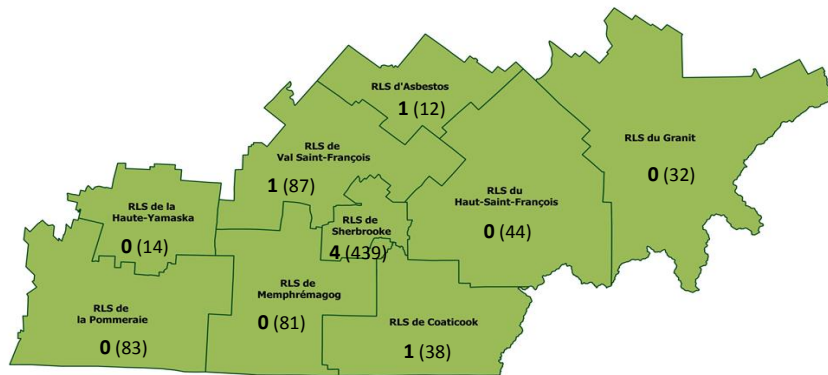 RLS d'Asbestos
1 (12)
RLS du Granit
0 (32)
RLS de
Val Saint-François
1 (87)
RLS du
Haut-Saint-François
0 (44)
RLS de la
Haute-Yamaska
0 (14)
RLS de
Sherbrooke
4 (439)
RLS de
Memphrémagog
0 (81)
RLS de
la Pommeraie
0 (83)
RLS de Coaticook
1 (38)